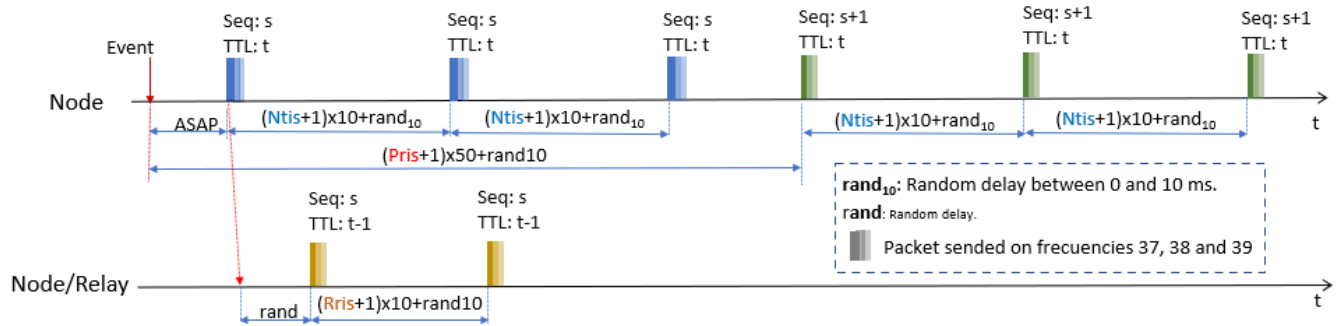 Seq: s
TTL: t
Seq: s
TTL: t
Seq: s
TTL: t
Seq: s+1
TTL: t
Seq: s+1
TTL: t
Seq: s+1
TTL: t
Event
Node
ASAP
(Ntis+1)x10+rand₁₀
(Ntis+1)x10+rand₁₀
(Ntis+1)x10+rand₁₀
(Ntis+1)x10+rand₁₀
t
(Pris+1)x50+rand10
rand₁₀: Random delay between 0 and 10 ms.
rand: Random delay.
Packet sended on frecuencies 37, 38 and 39
Seq: s
TTL: t-1
Seq: s
TTL: t-1
Node/Relay
rand
(Rris+1)x10+rand10
t